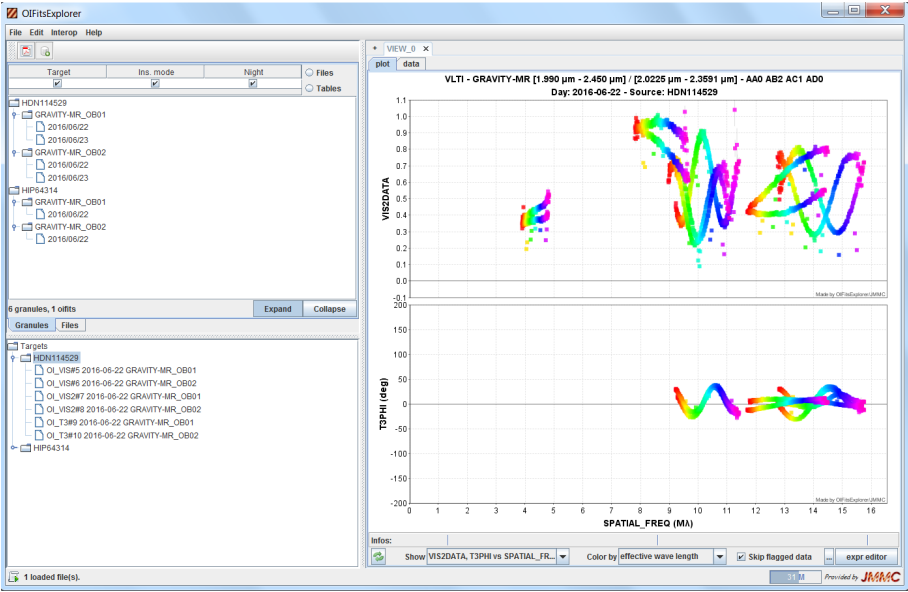 OIFitsExplorer
File Edit Interop Help
Target Ins. mode Night Files
Tables
HDN114529
GRAVITY-MR_OB01
2016/06/22
2016/06/23
GRAVITY-MR_OB02
2016/06/22
2016/06/23
HIP64314
GRAVITY-MR_OB01
2016/06/22
GRAVITY-MR_OB02
2016/06/22
6 granules, 1 oifits Expand Collapse
Granules Files
Targets
HDN114529
OI_VIS#5 2016-06-22 GRAVITY-MR_OB01
OI_VIS#6 2016-06-22 GRAVITY-MR_OB02
OI_VIS2#7 2016-06-22 GRAVITY-MR_OB01
OI_VIS2#8 2016-06-22 GRAVITY-MR_OB02
OI_T3#9 2016-06-22 GRAVITY-MR_OB01
OI_T3#10 2016-06-22 GRAVITY-MR_OB02
HIP64314
+ VIEW_0 ×
plot data
VLTI - GRAVITY-MR [1.990 µm - 2.450 µm] / [2.0225 µm - 2.3591 µm] - AA0 AB2 AC1 AD0
Day: 2016-06-22 - Source: HDN114529
1.1
1.0
0.9
0.8
0.7
0.6
0.5
0.4
0.3
0.2
0.1
0.0
-0.1
VIS2DATA
Made by OIFitsExplorer/JMMC
200
150
100
50
0
-50
-100
-150
-200
T3PHI (deg)
Made by OIFitsExplorer/JMMC
0 1 2 3 4 5 6 7 8 9 10 11 12 13 14 15 16
SPATIAL_FREQ (Mλ)
Infos:
Show VIS2DATA, T3PHI vs SPATIAL_FR... Color by effective wave length Skip flagged data ... expr editor
1 loaded file(s). 31 M Provided by JMMC